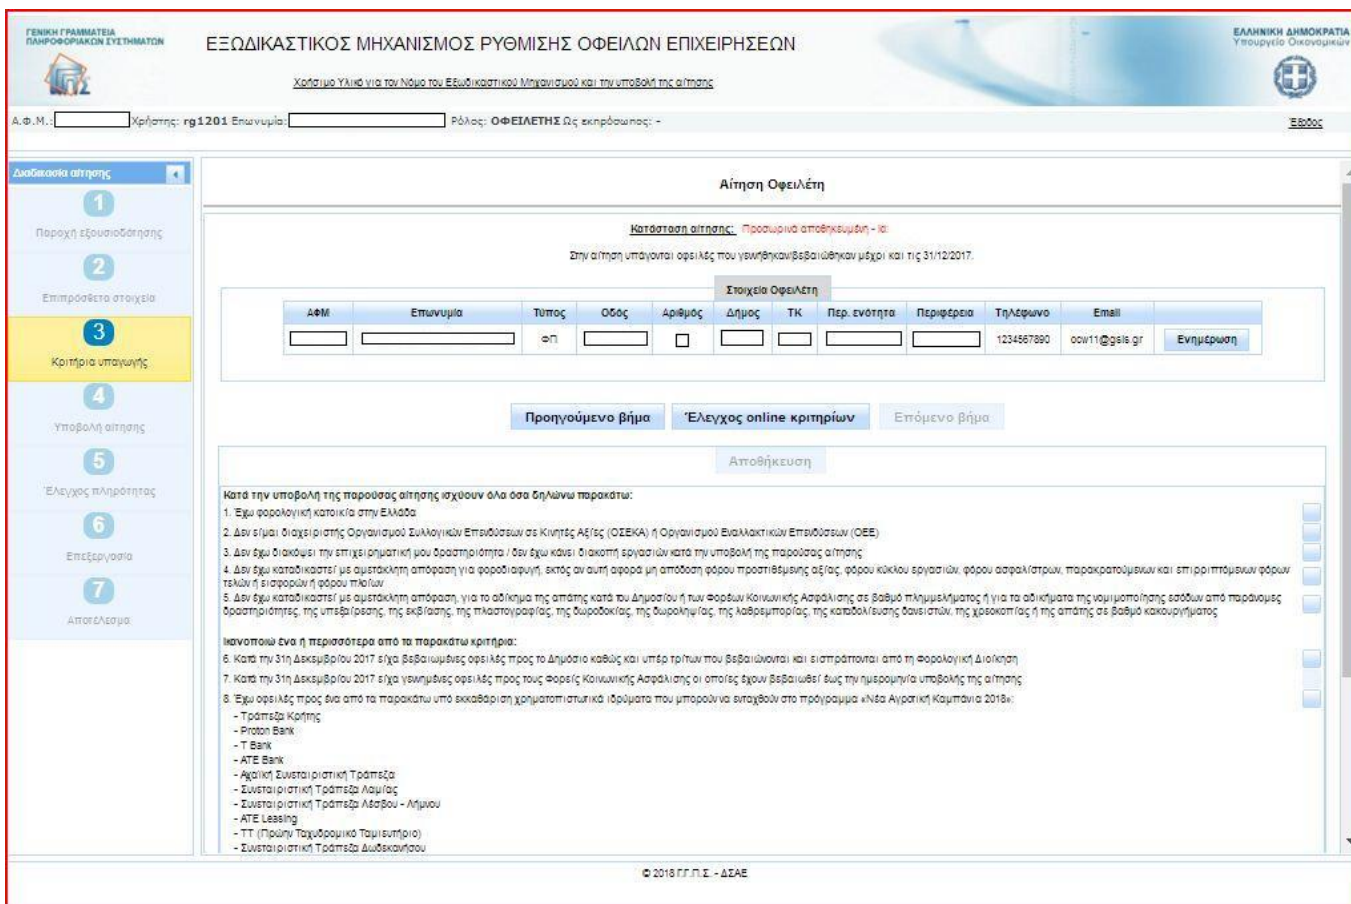 ΓΕΝΙΚΗ ΓΡΑΜΜΑΤΕΙΑ
ΠΛΗΡΟΦΟΡΙΑΚΩΝ ΣΥΣΤΗΜΑΤΩΝ
ΕΞΩΔΙΚΑΣΤΙΚΟΣ ΜΗΧΑΝΙΣΜΟΣ ΡΥΘΜΙΣΗΣ ΟΦΕΙΛΩΝ ΕΠΙΧΕΙΡΗΣΕΩΝ
ΕΛΛΗΝΙΚΗ ΔΗΜΟΚΡΑΤΙΑ
Υπουργείο Οικονομικών
Χρήσιμο Υλικό για τον Νόμο του Εξωδικαστικού Μηχανισμού και την υποβολή της αίτησης
Α.Φ.Μ.: Χρήστης: rg1201 Επωνυμία: Ρόλος: ΟΦΕΙΛΕΤΗΣ Ως εκπρόσωπος: -
Έξοδος
Διαδικασία αίτησης
1
Παροχή εξουσιοδότησης
2
Επιπρόσθετα στοιχεία
3
Κριτήρια υπαγωγής
4
Υποβολή αίτησης
5
Έλεγχος πληρότητας
6
Επεξεργασία
7
Αποτέλεσμα
Αίτηση Οφειλέτη
Κατάσταση αίτησης: Προσωρινά αποθηκευμένη - id:
Στην αίτηση υπάγονται οφειλές που γεννήθηκαν/βεβαιώθηκαν μέχρι και τις 31/12/2017.
Στοιχεία Οφειλέτη
ΑΦΜ Επωνυμία Τύπος Οδός Αριθμός Δήμος ΤΚ Περ. ενότητα Περιφέρεια Τηλέφωνο Email
ΦΠ 1234567890 ocw11@gsis.gr Ενημέρωση
Προηγούμενο βήμα Έλεγχος online κριτηρίων Επόμενο βήμα
Αποθήκευση
Κατά την υποβολή της παρούσας αίτησης ισχύουν όλα όσα δηλώνω παρακάτω:
1. Έχω φορολογική κατοικία στην Ελλάδα
2. Δεν είμαι διαχειριστής Οργανισμού Συλλογικών Επενδύσεων σε Κινητές Αξίες (ΟΣΕΚΑ) ή Οργανισμού Εναλλακτικών Επενδύσεων (ΟΕΕ)
3. Δεν έχω διακόψει την επιχειρηματική μου δραστηριότητα / δεν έχω κάνει διακοπή εργασιών κατά την υποβολή της παρούσας αίτησης
4. Δεν έχω καταδικαστεί με αμετάκλητη απόφαση για φοροδιαφυγή, εκτός αν αυτή αφορά μη απόδοση φόρου προστιθέμενης αξίας, φόρου κύκλου εργασιών, φόρου ασφαλίστρων, παρακρατούμενων και επιρριπτόμενων φόρων
τελών ή εισφορών ή φόρου πλοίων
5. Δεν έχω καταδικαστεί με αμετάκλητη απόφαση, για το αδίκημα της απάτης κατά του Δημοσίου ή των Φορέων Κοινωνικής Ασφάλισης σε βαθμό πλημμελήματος ή για τα αδικήματα της νομιμοποίησης εσόδων από παράνομες
δραστηριότητες, της υπεξαίρεσης, της εκβίασης, της πλαστογραφίας, της δωροδοκίας, της δωροληψίας, της λαθρεμπορίας, της καταδολίευσης δανειστών, της χρεοκοπίας ή της απάτης σε βαθμό κακουργήματος
Ικανοποιώ ένα ή περισσότερα από τα παρακάτω κριτήρια:
6. Κατά την 31η Δεκεμβρίου 2017 είχα βεβαιωμένες οφειλές προς το Δημόσιο καθώς και υπέρ τρίτων που βεβαιώνονται και εισπράττονται από τη Φορολογική Διοίκηση
7. Κατά την 31η Δεκεμβρίου 2017 είχα γεννημένες οφειλές προς τους Φορείς Κοινωνικής Ασφάλισης οι οποίες έχουν βεβαιωθεί έως την ημερομηνία υποβολής της αίτησης
8. Έχω οφειλές προς ένα από τα παρακάτω υπό εκκαθάριση χρηματοπιστωτικά ιδρύματα που μπορούν να ενταχθούν στο πρόγραμμα «Νέα Αγροτική Καμπάνια 2018»:
- Τράπεζα Κρήτης
- Proton Bank
- T Bank
- ATE Bank
- Αχαϊκή Συνεταιριστική Τράπεζα
- Συνεταιριστική Τράπεζα Λαμίας
- Συνεταιριστική Τράπεζα Λέσβου - Λήμνου
- ATE Leasing
- ΤΤ (Πρώην Ταχυδρομικό Ταμιευτήριο)
- Συνεταιριστική Τράπεζα Δωδεκανήσου
© 2018 Γ.Γ.Π.Σ. - ΔΣΑΕ